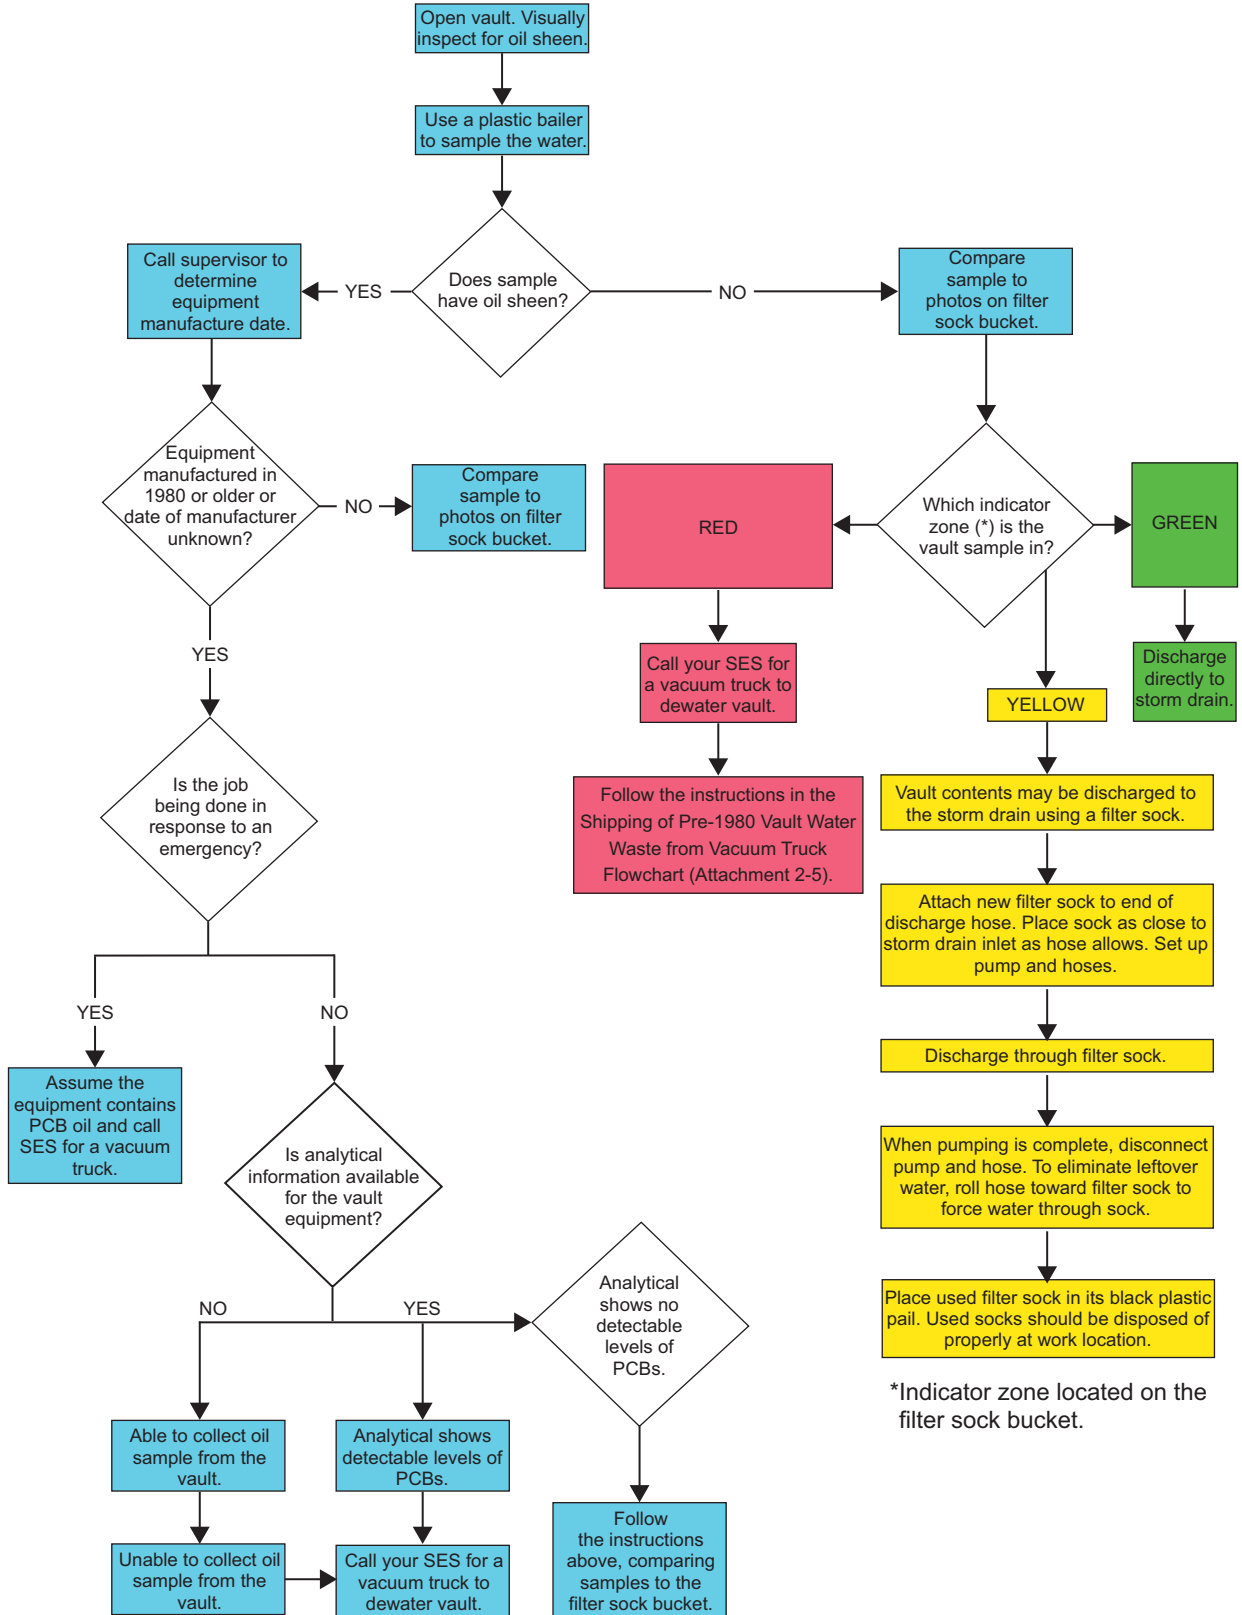 Open vault. Visually
inspect for oil sheen.
Use a plastic bailer
to sample the water.
Does sample
have oil sheen?
YES
NO
Call supervisor to
determine
equipment
manufacture date.
Compare
sample to
photos on filter
sock bucket.
Equipment
manufactured in
1980 or older or
date of manufacturer
unknown?
NO
Compare
sample to
photos on filter
sock bucket.
RED
Which indicator
zone (*) is the
vault sample in?
GREEN
YES
Call your SES for
a vacuum truck to
dewater vault.
Discharge
directly to
storm drain.
YELLOW
Is the job
being done in
response to an
emergency?
Follow the instructions in the
Shipping of Pre-1980 Vault Water
Waste from Vacuum Truck
Flowchart (Attachment 2-5).
Vault contents may be discharged to
the storm drain using a filter sock.
Attach new filter sock to end of
discharge hose. Place sock as close to
storm drain inlet as hose allows. Set up
pump and hoses.
YES
NO
Discharge through filter sock.
Assume the
equipment contains
PCB oil and call
SES for a vacuum
truck.
Is analytical
information available
for the vault
equipment?
When pumping is complete, disconnect
pump and hose. To eliminate leftover
water, roll hose toward filter sock to
force water through sock.
NO
YES
Analytical
shows no
detectable
levels of
PCBs.
Place used filter sock in its black plastic
pail. Used socks should be disposed of
properly at work location.
*Indicator zone located on the
filter sock bucket.
Able to collect oil
sample from the
vault.
Analytical shows
detectable levels of
PCBs.
Unable to collect oil
sample from the
vault.
Call your SES for a
vacuum truck to
dewater vault.
Follow
the instructions
above, comparing
samples to the
filter sock bucket.